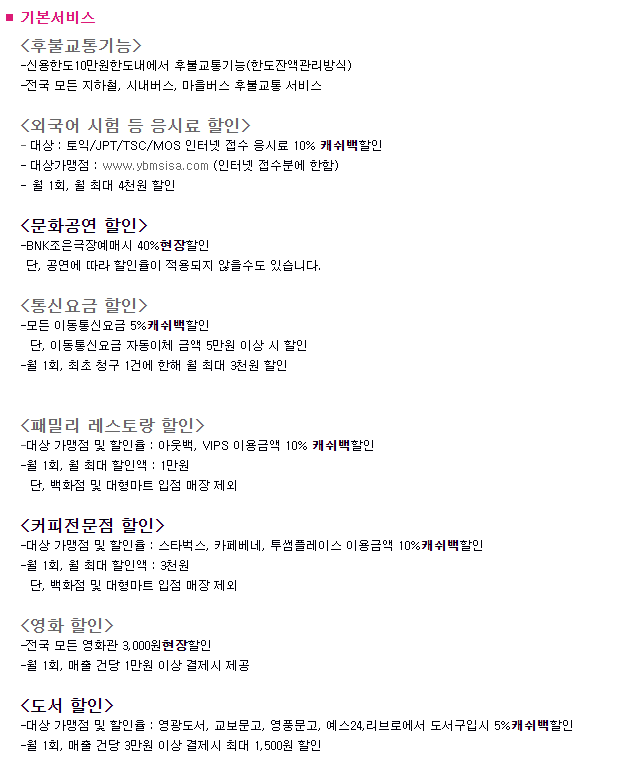 ■ 기본서비스
<후불교통기능>
-신용한도10만원한도내에서 후불교통기능(한도잔액관리방식)
-전국 모든 지하철, 시내버스, 마을버스 후불교통 서비스
<외국어 시험 등 응시료 할인>
- 대상 : 토익/JPT/TSC/MOS 인터넷 접수 응시료 10% 캐쉬백할인
- 대상가맹점 : www.ybmsisa.com (인터넷 접수분에 한함)
- 월 1회, 월 최대 4천원 할인
<문화공연 할인>
-BNK조은극장예매시 40%현장할인
단, 공연에 따라 할인율이 적용되지 않을수도 있습니다.
<통신요금 할인>
-모든 이동통신요금 5%캐쉬백할인
단, 이동통신요금 자동이체 금액 5만원 이상 시 할인
-월 1회, 최초 청구 1건에 한해 월 최대 3천원 할인
<패밀리 레스토랑 할인>
-대상 가맹점 및 할인율 : 아웃백, VIPS 이용금액 10% 캐쉬백할인
-월 1회, 월 최대 할인액 : 1만원
단, 백화점 및 대형마트 입점 매장 제외
<커피전문점 할인>
-대상 가맹점 및 할인율 : 스타벅스, 카페베네, 투썸플레이스 이용금액 10%캐쉬백할인
-월 1회, 월 최대 할인액 : 3천원
단, 백화점 및 대형마트 입점 매장 제외
<영화 할인>
-전국 모든 영화관 3,000원현장할인
-월 1회, 매출 건당 1만원 이상 결제시 제공
<도서 할인>
-대상 가맹점 및 할인율 : 영광도서, 교보문고, 영풍문고, 예스24,리브로에서 도서구입시 5%캐쉬백할인
-월 1회, 매출 건당 3만원 이상 결제시 최대 1,500원 할인